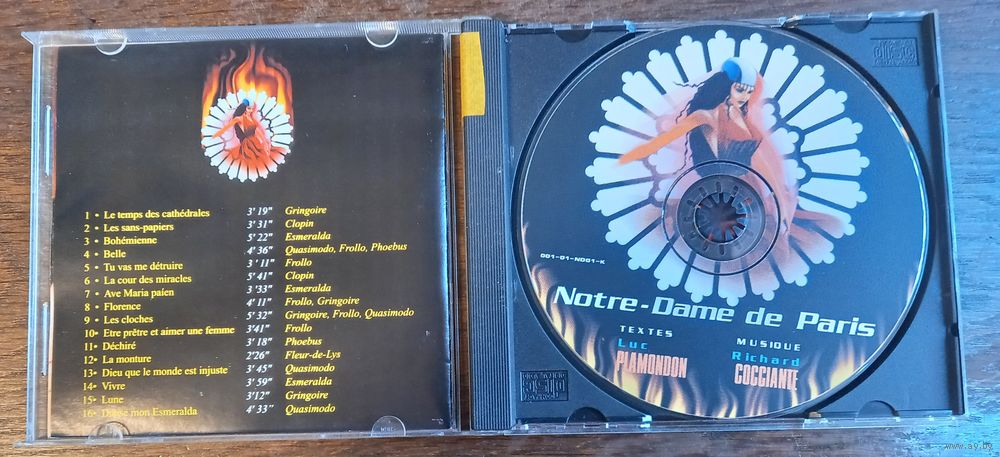 1 • Le temps des cathédrales 3' 19" Gringoire
2 • Les sans-papiers 3' 31" Clopin
3 • Bohémienne 5' 22" Esmeralda
4 • Belle 4' 36" Quasimodo, Frollo, Phoebus
5 • Tu vas me détruire 3 ' 11" Frollo
6 • La cour des miracles 5' 41" Clopin
7 • Ave Maria païen 3' 33" Esmeralda
8 • Florence 4' 11" Frollo, Gringoire
9 • Les cloches 5' 32" Gringoire, Frollo, Quasimodo
10• Etre prêtre et aimer une femme 3'41" Frollo
11• Déchiré 3' 18" Phoebus
12• La monture 2'26" Fleur-de-Lys
13• Dieu que le monde est injuste 3' 45" Quasimodo
14• Vivre 3' 59" Esmeralda
15• Lune 3'12" Gringoire
16• Danse mon Esmeralda 4' 33" Quasimodo
001-01-ND01-K
Notre-Dame de Paris
TEXTES
Luc
PLAMONDON
MUSIQUE
Richard
COCCIANTE
www.ay.by